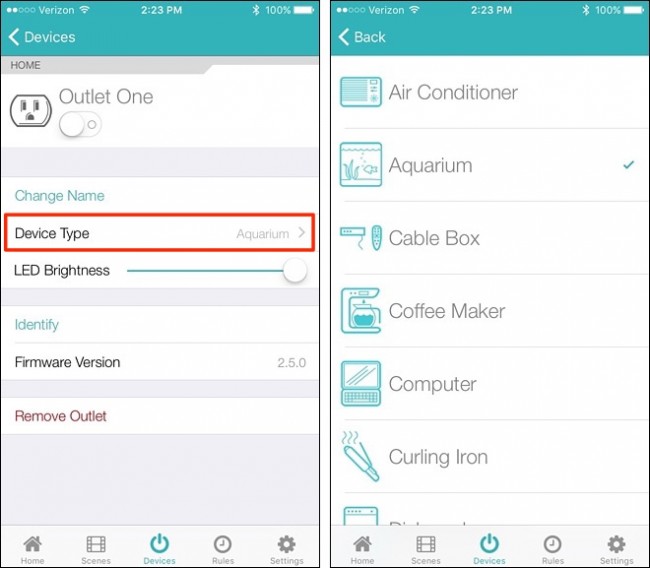 Verizon 2:23 PM 100%
Devices
HOME
Outlet One
Change Name
Device Type Aquarium
LED Brightness
Identify
Firmware Version 2.5.0
Remove Outlet
Home Scenes Devices Rules Settings
Verizon 2:23 PM 100%
Back
Air Conditioner
Aquarium
Cable Box
Coffee Maker
Computer
Curling Iron
Home Scenes Devices Rules Settings